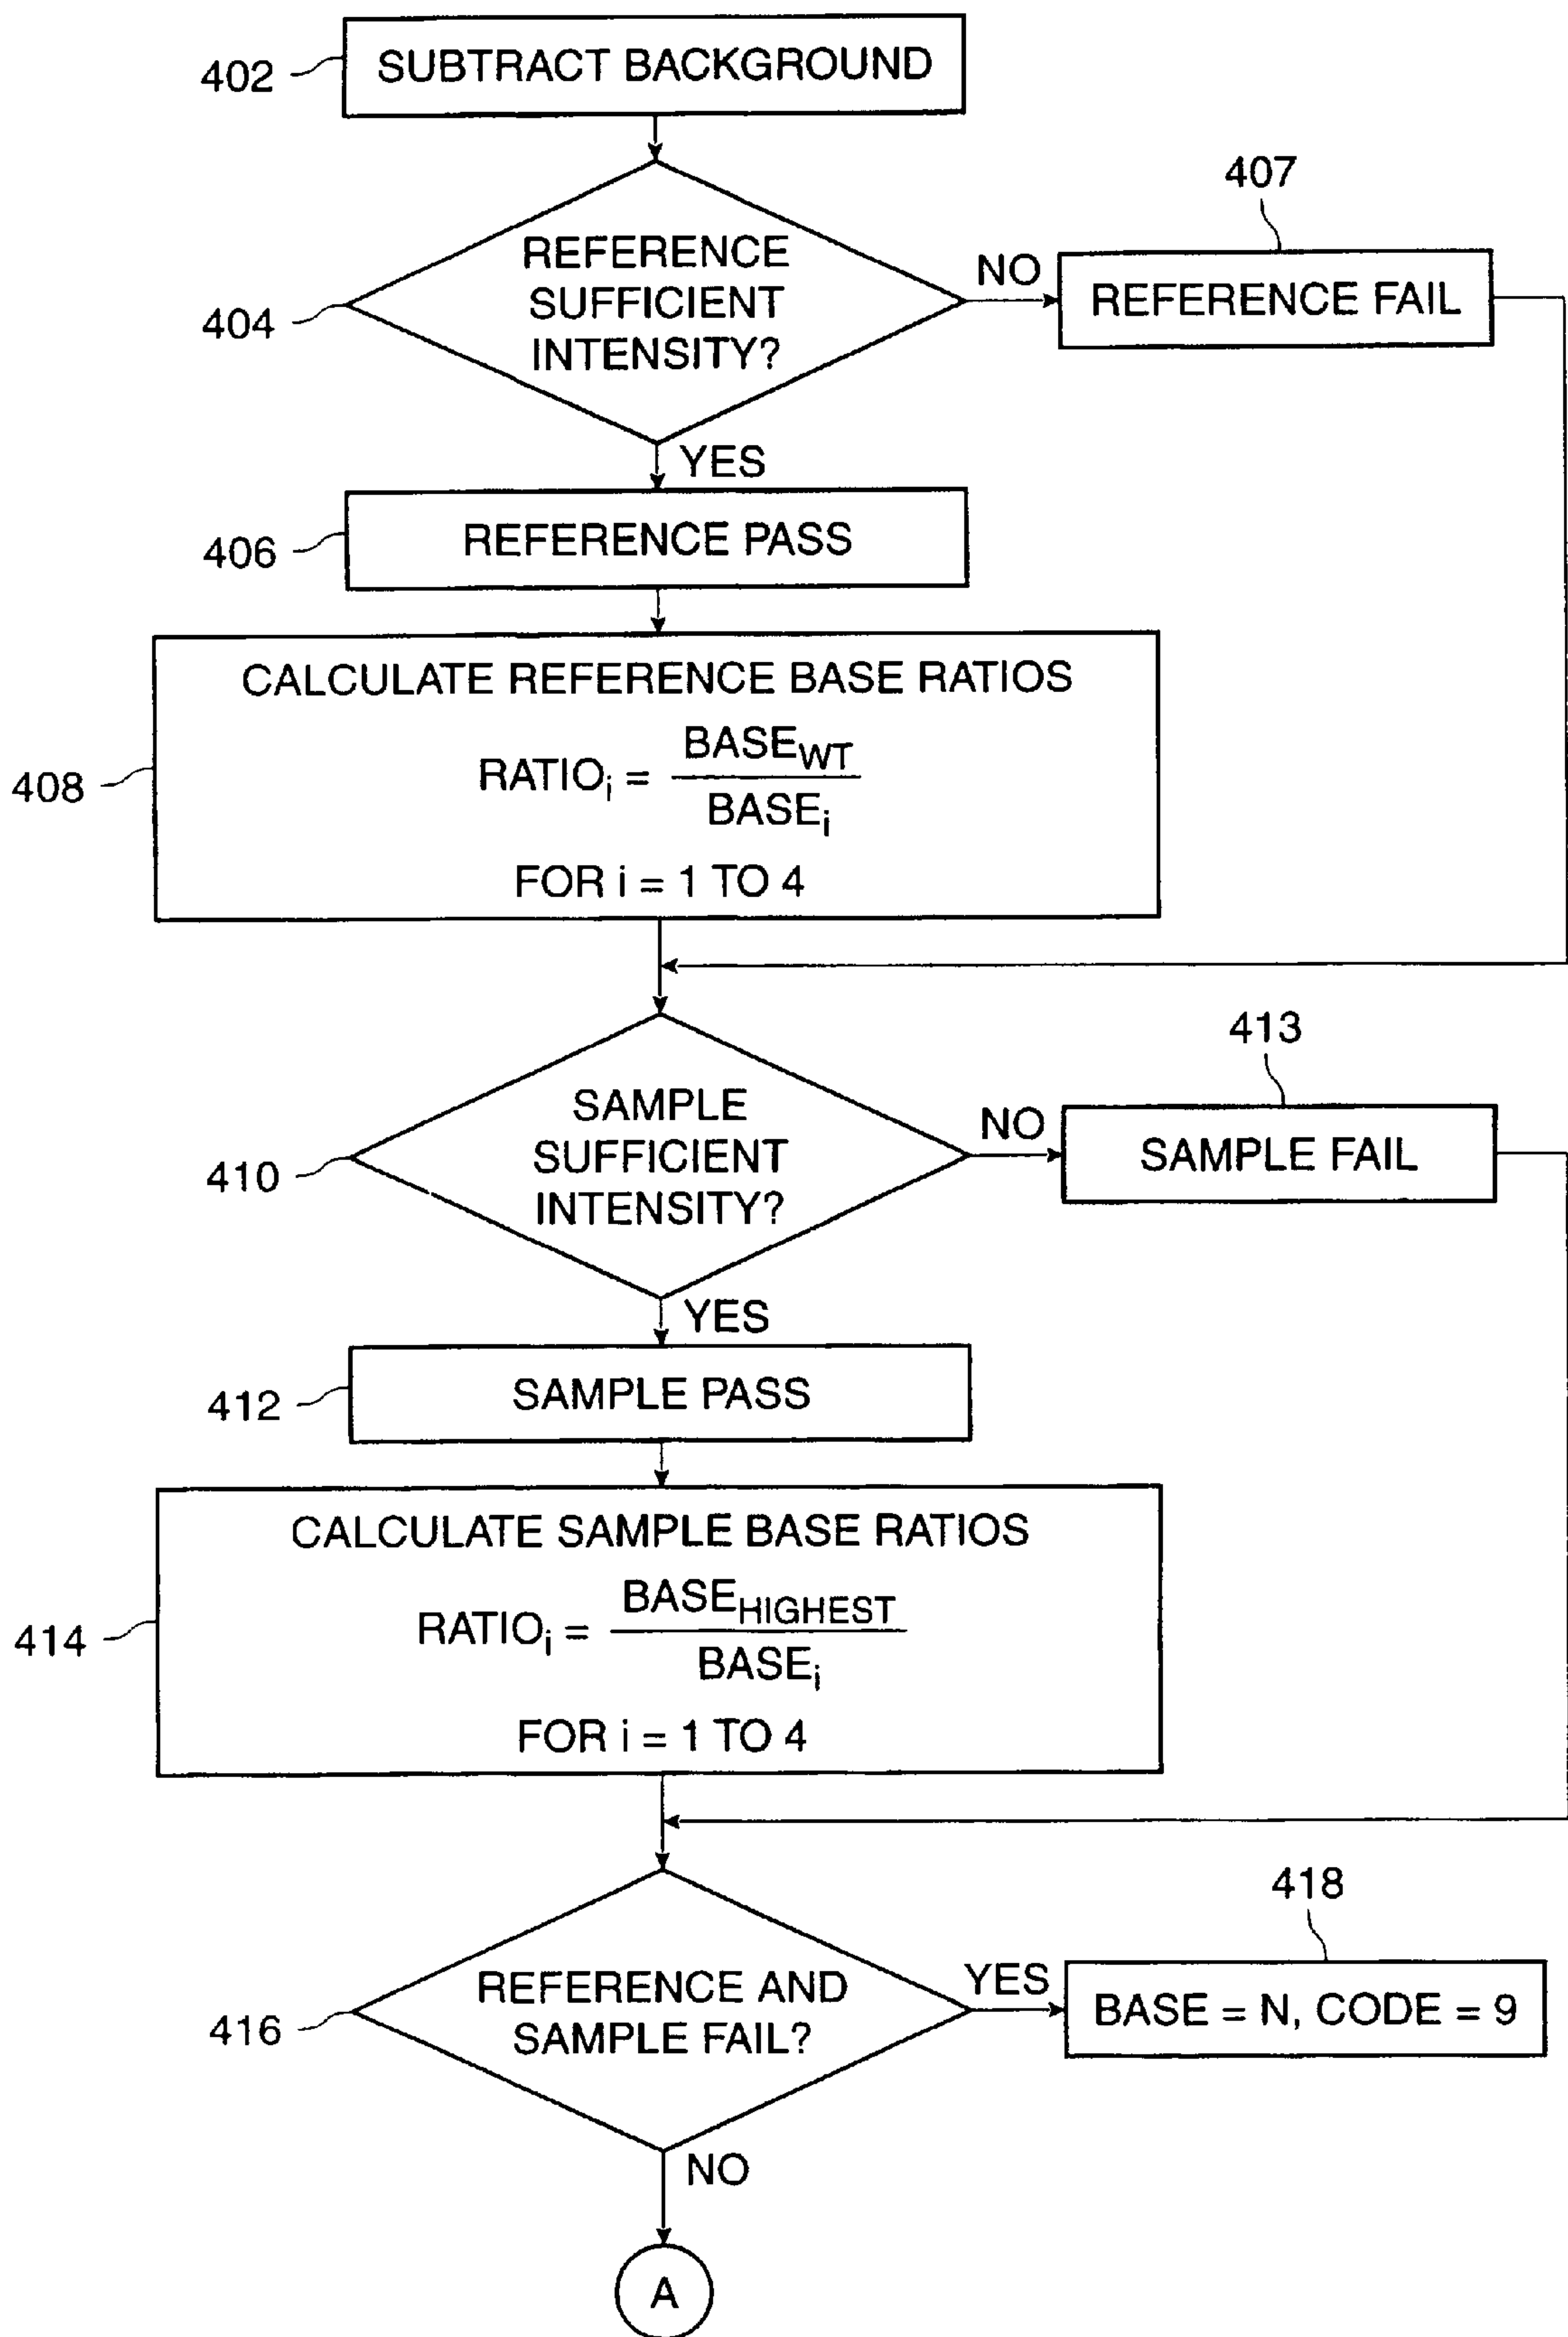 402
SUBTRACT BACKGROUND
407
404
REFERENCE
SUFFICIENT
INTENSITY?
NO
REFERENCE FAIL
YES
406
REFERENCE PASS
408
CALCULATE REFERENCE BASE RATIOS
RATIOi = BASEWT / BASEi
FOR i = 1 TO 4
413
410
SAMPLE
SUFFICIENT
INTENSITY?
NO
SAMPLE FAIL
YES
412
SAMPLE PASS
414
CALCULATE SAMPLE BASE RATIOS
RATIOi = BASEHIGHEST / BASEi
FOR i = 1 TO 4
418
416
REFERENCE AND
SAMPLE FAIL?
YES
BASE = N, CODE = 9
NO
A